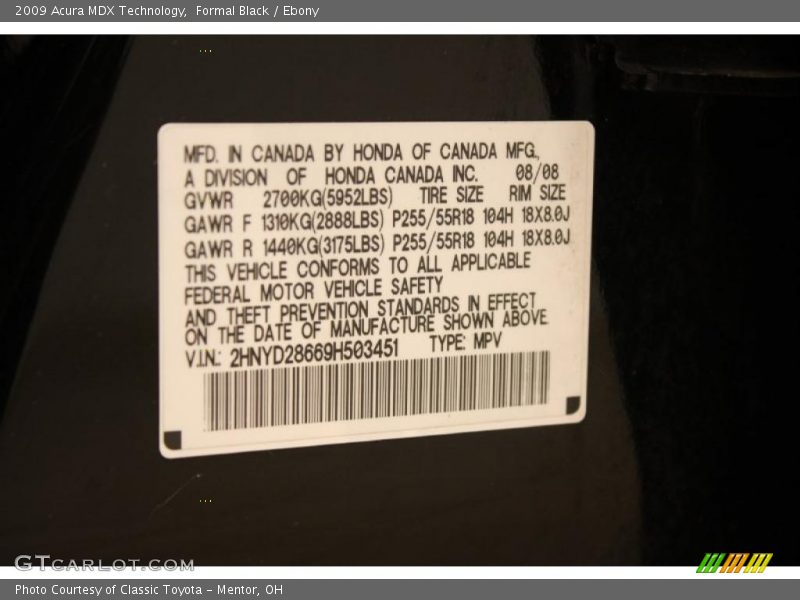 2009 Acura MDX Technology,  Formal Black / Ebony
MFD. IN CANADA BY HONDA OF CANADA MFG.,
A DIVISION OF HONDA CANADA INC. 08/08
GVWR 2700KG(5952LBS) TIRE SIZE RIM SIZE
GAWR F 1310KG(2888LBS) P255/55R18 104H 18X8.0J
GAWR R 1440KG(3175LBS) P255/55R18 104H 18X8.0J
THIS VEHICLE CONFORMS TO ALL APPLICABLE
FEDERAL MOTOR VEHICLE SAFETY
AND THEFT PREVENTION STANDARDS IN EFFECT
ON THE DATE OF MANUFACTURE SHOWN ABOVE.
V.I.N.: 2HNYD28669H503451 TYPE: MPV
GTCARLOT.COM
Photo Courtesy of Classic Toyota - Mentor, OH